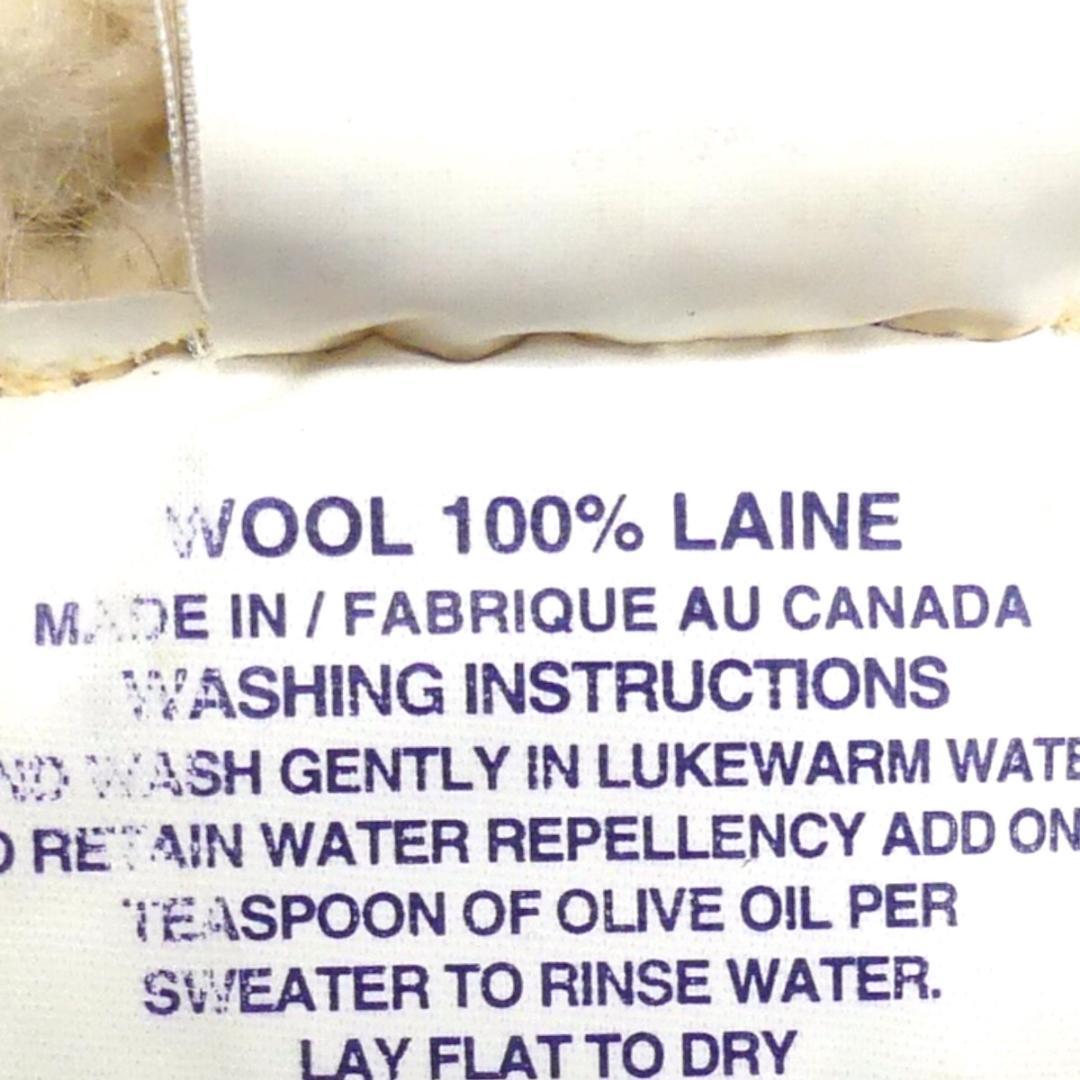 WOOL 100% LAINE
MADE IN / FABRIQUE AU CANADA
WASHING INSTRUCTIONS
WASH GENTLY IN LUKEWARM WATE
O RETAIN WATER REPELLENCY ADD ON
TEASPOON OF OLIVE OIL PER
SWEATER TO RINSE WATER.
LAY FLAT TO DRY